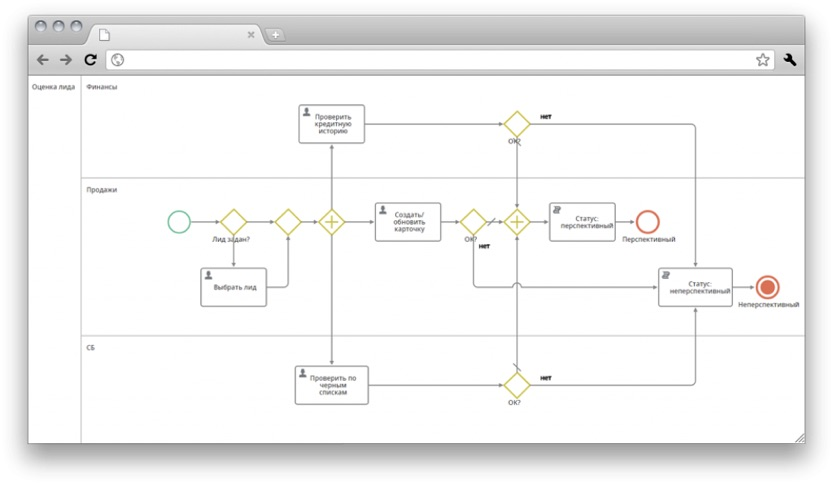 Оценка лида
Финансы
Проверить
кредитную
историю
нет
ОК?
Продажи
Лид задан?
Выбрать лид
Создать/
обновить
карточку
ОК?
нет
Статус:
перспективный
Перспективный
Статус:
неперспективный
Неперспективный
СБ
Проверить по
черным
спискам
нет
ОК?